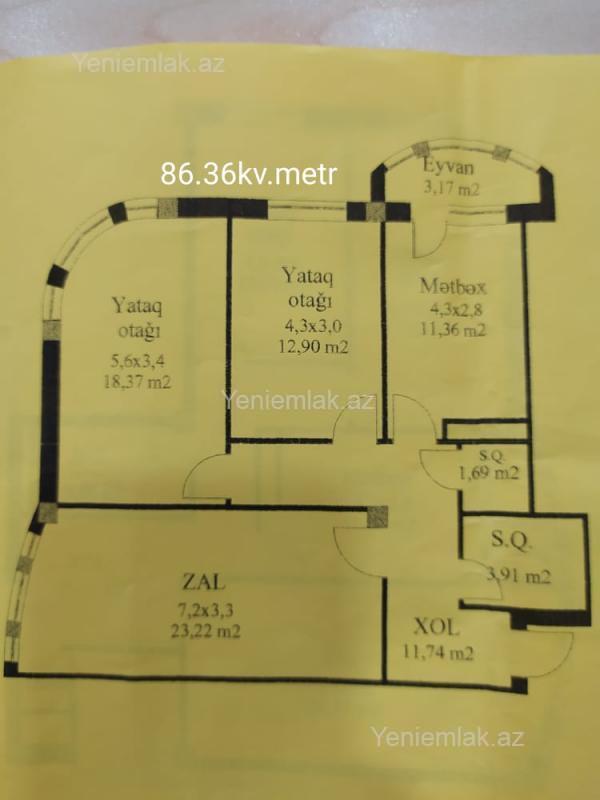 Yeniemlak.az
86.36kv.metr
Eyvan
3,17 m2
Yataq
otağı
5,6x3,4
18,37 m2
Yataq
otağı
4,3x3,0
12,90 m2
Mətbəx
4,3x2,8
11,36 m2
Yeniemlak.az
S.Q.
1,69 m2
S.Q.
3,91 m2
ZAL
7,2x3,3
23,22 m2
XOL
11,74 m2
Yeniemlak.az